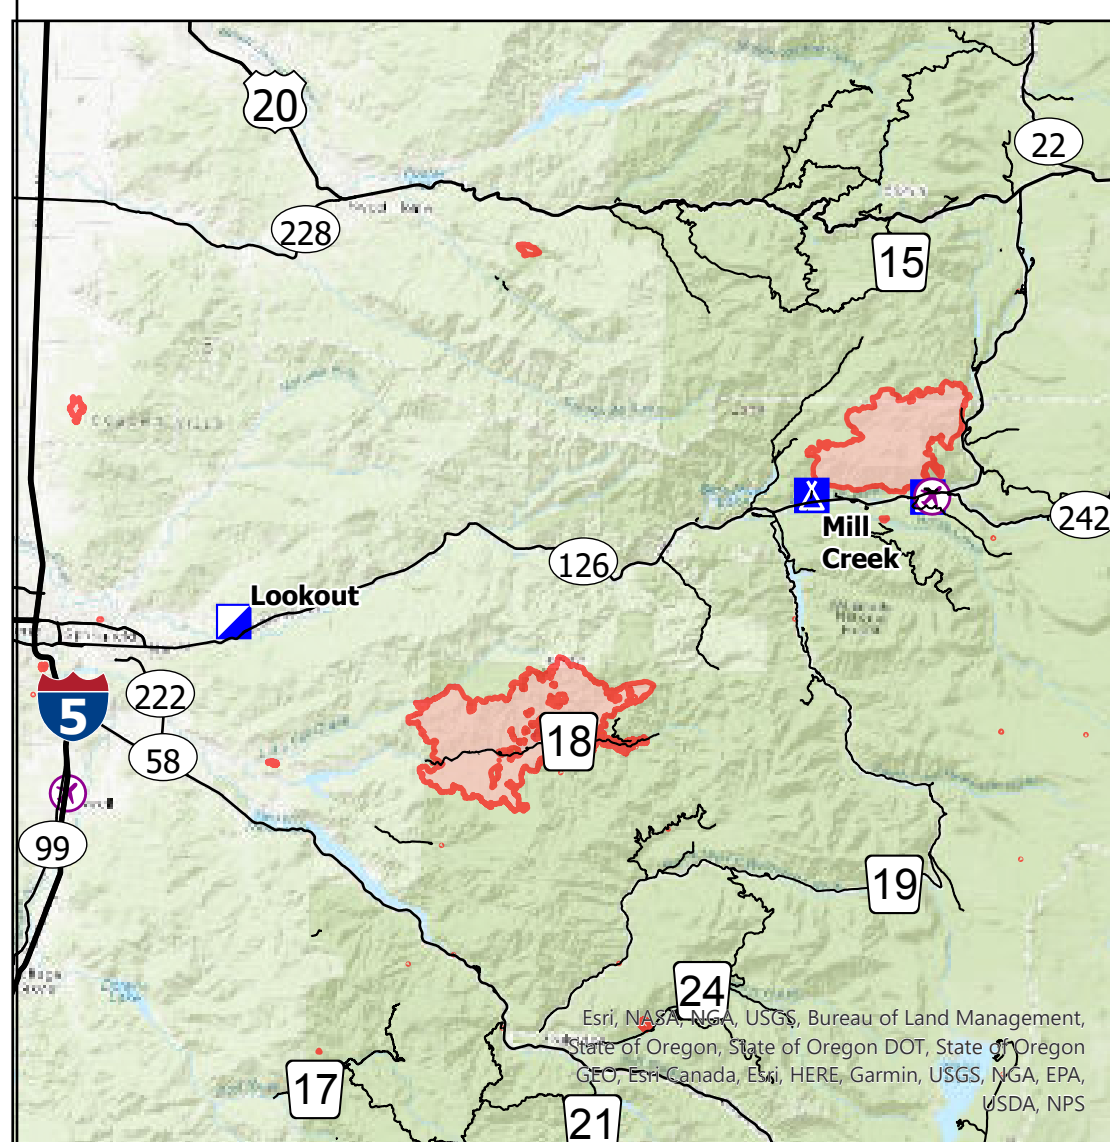 20
22
228
15
242
Mill
Creek
126
Lookout
222
5
58
18
99
19
24
Esri, NASA, NGA, USGS, Bureau of Land Management,
State of Oregon, State of Oregon DOT, State of Oregon
GEO, Esri Canada, Esri, HERE, Garmin, USGS, NGA, EPA,
USDA, NPS
17
21